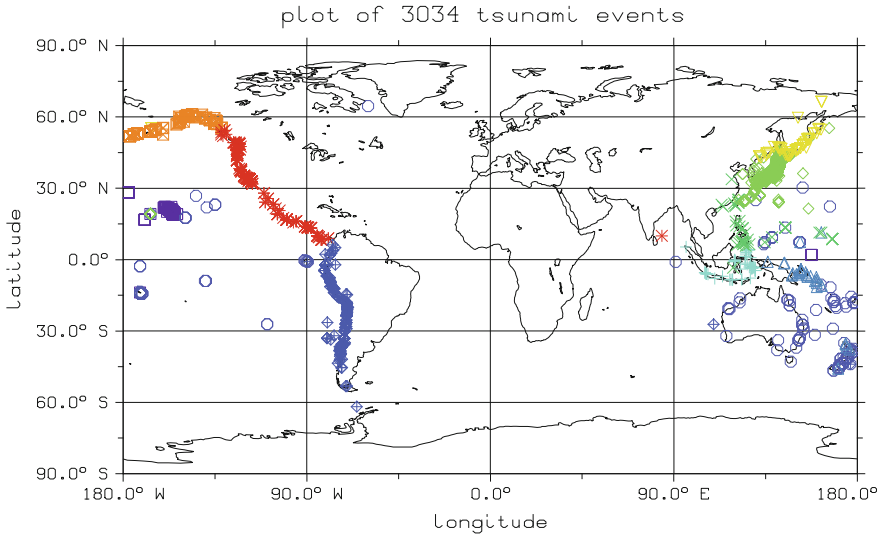 plot of 3034 tsunami events
90.0° N
60.0° N
30.0° N
0.0°
30.0° S
60.0° S
90.0° S
latitude
180.0° W
90.0° W
0.0°
90.0° E
180.0°
longitude